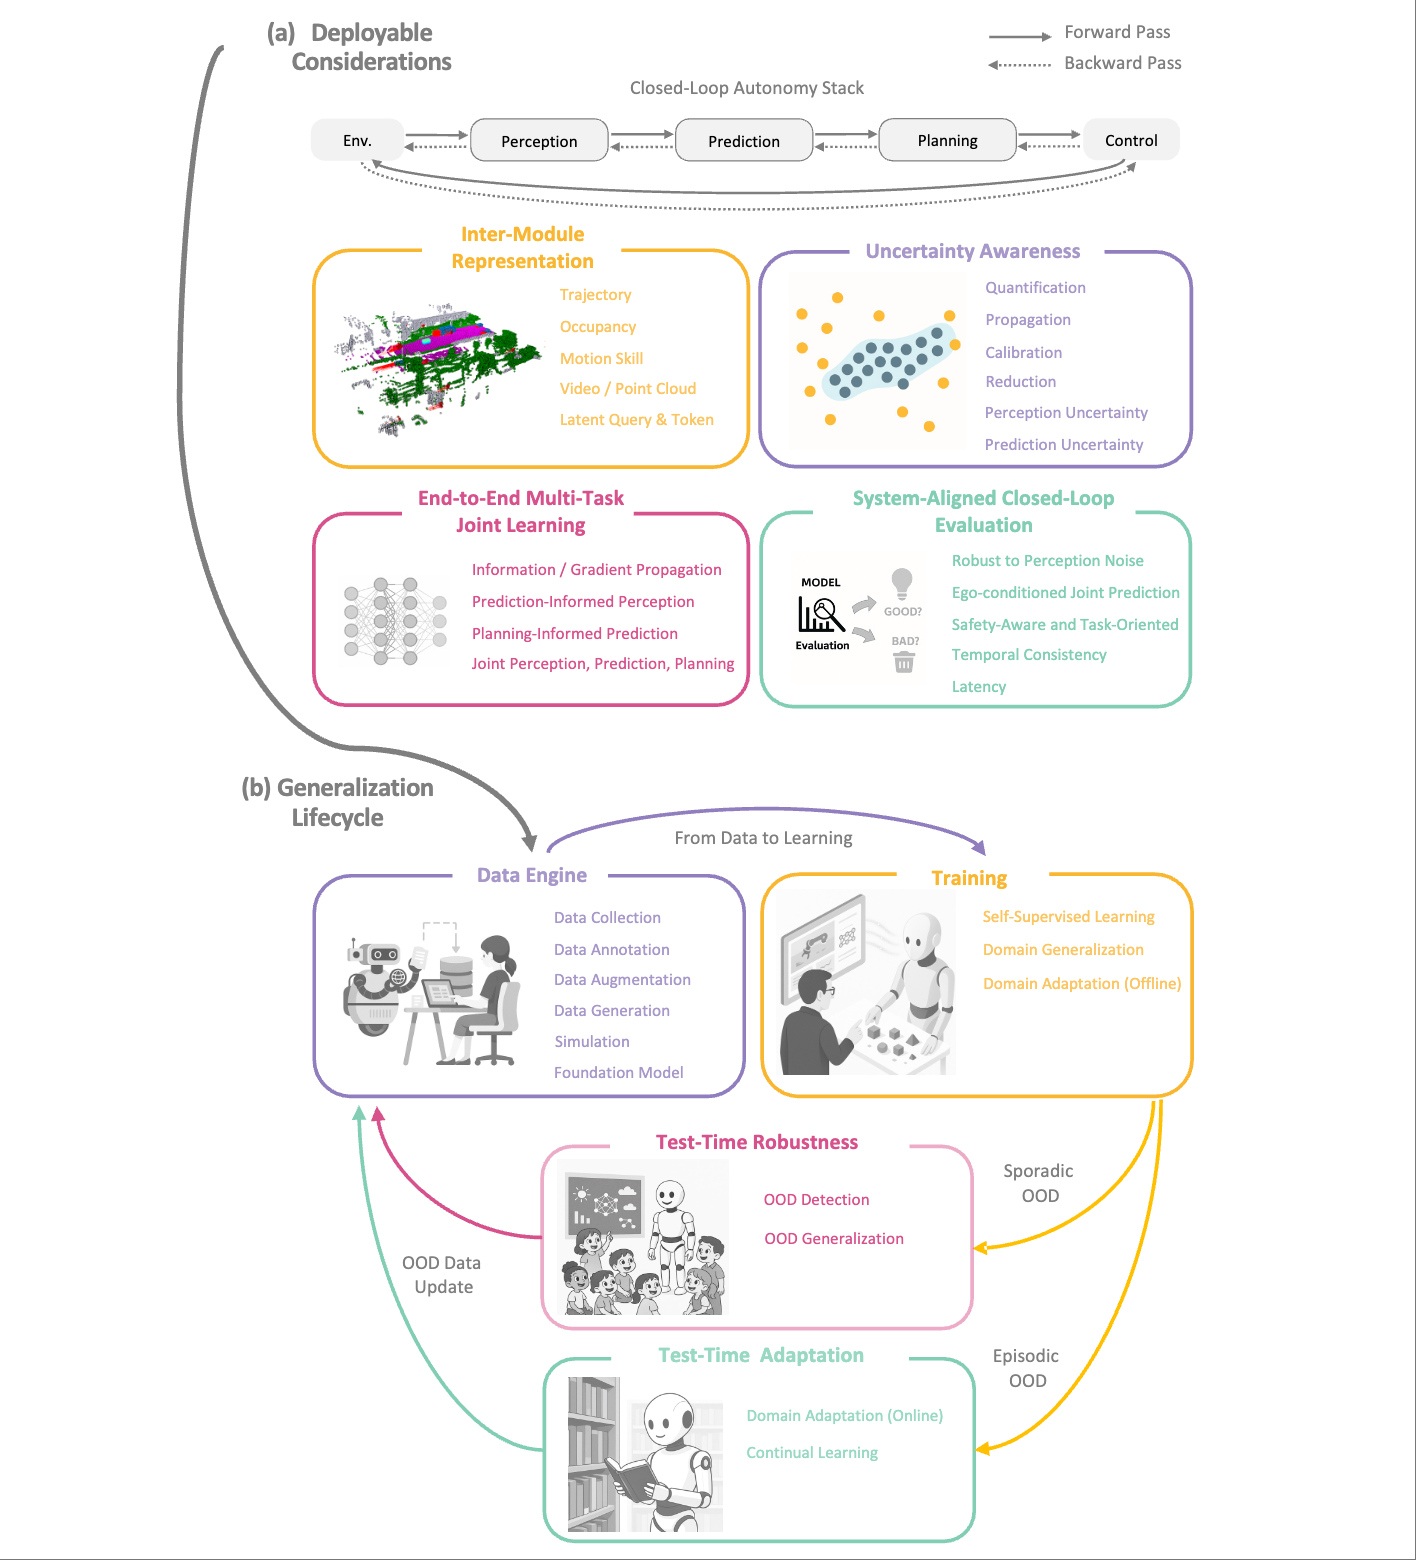 (a) Deployable
Considerations
Forward Pass
Backward Pass
Closed-Loop Autonomy Stack
Env.
Perception
Prediction
Planning
Control
Inter-Module
Representation
Trajectory
Occupancy
Motion Skill
Video / Point Cloud
Latent Query & Token
Uncertainty Awareness
Quantification
Propagation
Calibration
Reduction
Perception Uncertainty
Prediction Uncertainty
End-to-End Multi-Task
Joint Learning
Information / Gradient Propagation
Prediction-Informed Perception
Planning-Informed Prediction
Joint Perception, Prediction, Planning
System-Aligned Closed-Loop
Evaluation
MODEL
Evaluation
GOOD?
BAD?
Robust to Perception Noise
Ego-conditioned Joint Prediction
Safety-Aware and Task-Oriented
Temporal Consistency
Latency
(b) Generalization
Lifecycle
From Data to Learning
Data Engine
Data Collection
Data Annotation
Data Augmentation
Data Generation
Simulation
Foundation Model
Training
Self-Supervised Learning
Domain Generalization
Domain Adaptation (Offline)
Test-Time Robustness
OOD Detection
OOD Generalization
Sporadic
OOD
OOD Data
Update
Test-Time Adaptation
Domain Adaptation (Online)
Continual Learning
Episodic
OOD